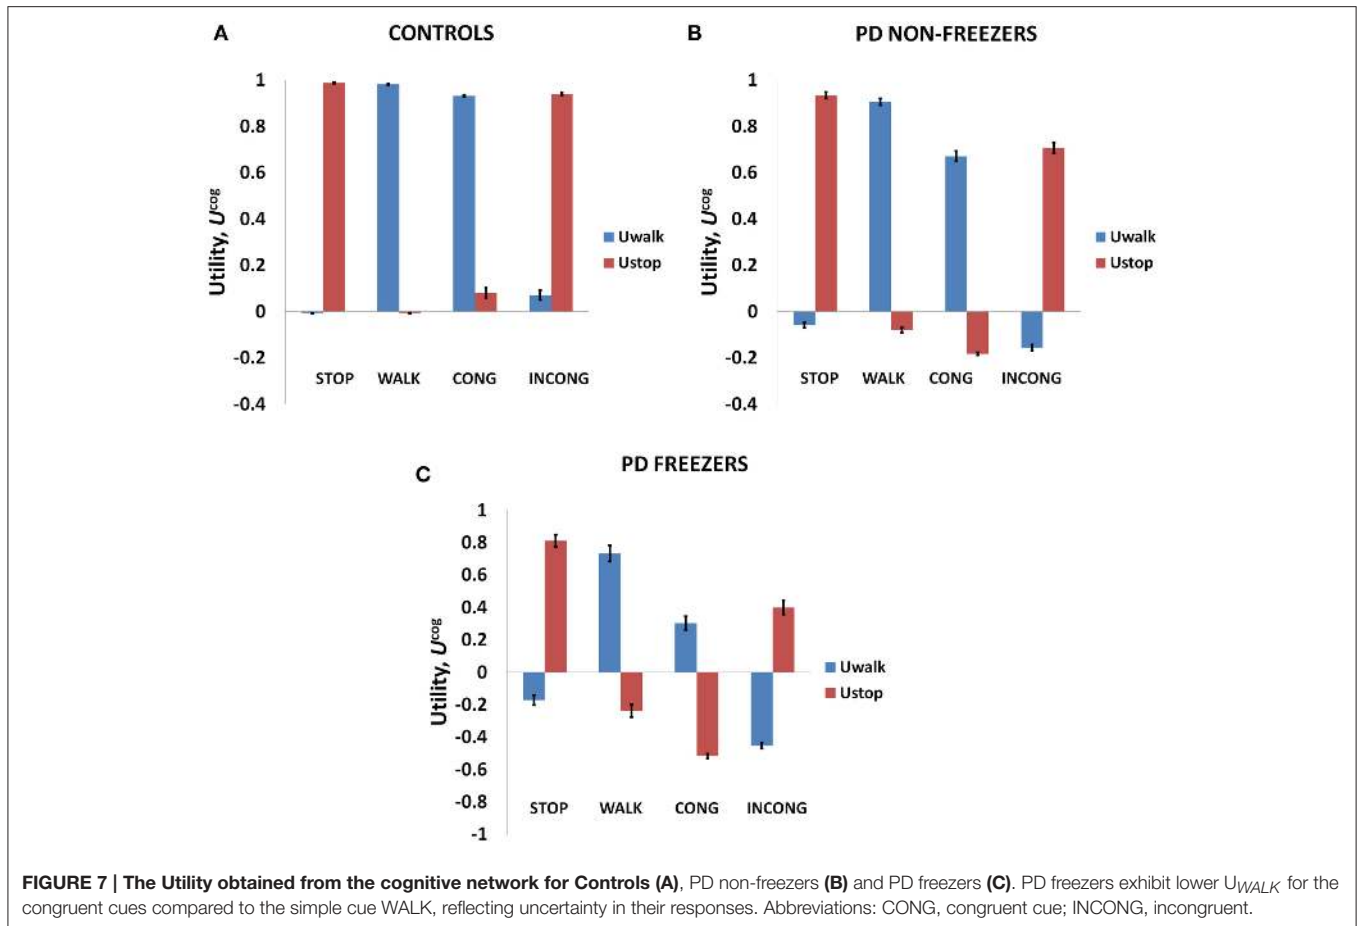 A
CONTROLS
1
0.8
0.6
0.4
0.2
0
-0.2
-0.4
Utility, Ucog
STOP WALK CONG INCONG
Uwalk
Ustop
B
PD NON-FREEZERS
1
0.8
0.6
0.4
0.2
0
-0.2
-0.4
Utility, Ucog
STOP WALK CONG INCONG
Uwalk
Ustop
C
PD FREEZERS
1
0.8
0.6
0.4
0.2
0
-0.2
-0.4
-0.6
-0.8
-1
Utility, Ucog
STOP WALK CONG INCONG
Uwalk
Ustop
FIGURE 7 | The Utility obtained from the cognitive network for Controls (A), PD non-freezers (B) and PD freezers (C). PD freezers exhibit lower UWALK for the
congruent cues compared to the simple cue WALK, reflecting uncertainty in their responses. Abbreviations: CONG, congruent cue; INCONG, incongruent.